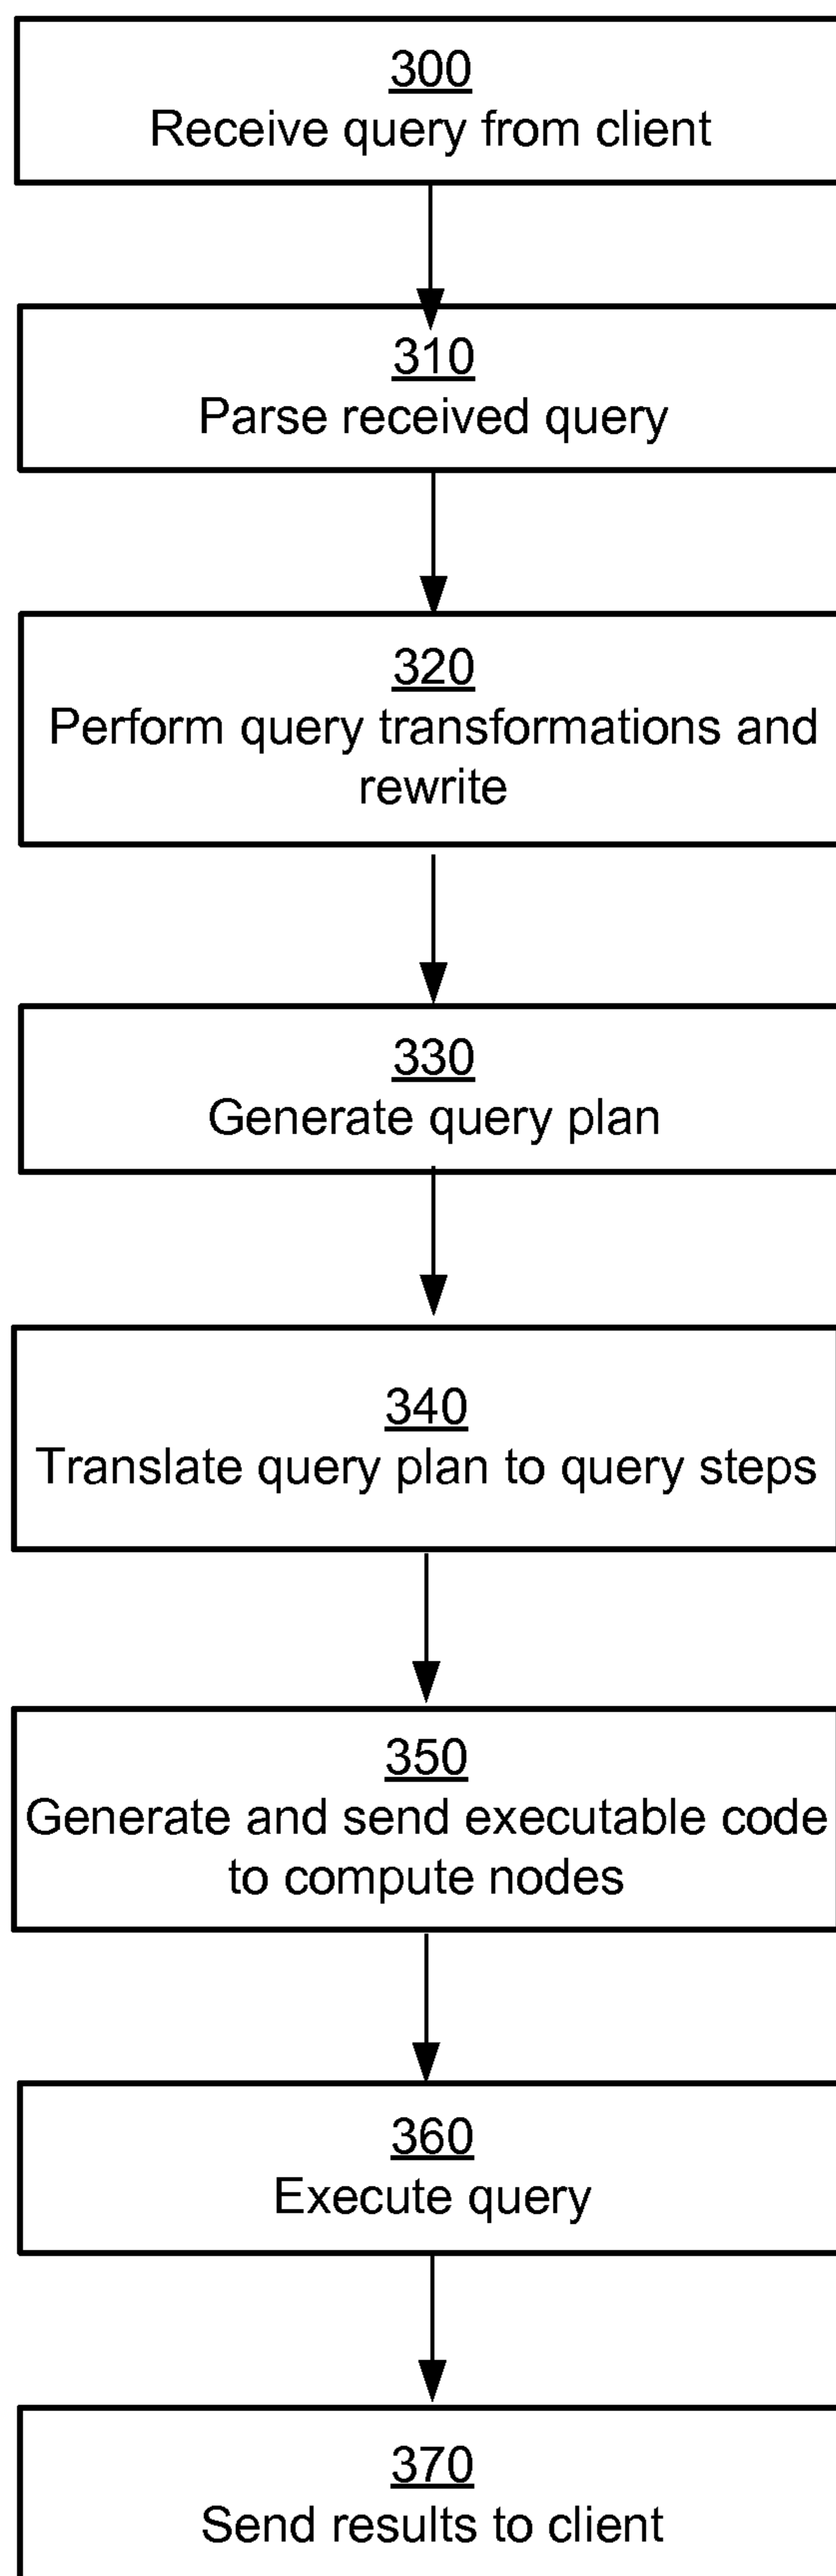 300
Receive query from client
310
Parse received query
320
Perform query transformations and
rewrite
330
Generate query plan
340
Translate query plan to query steps
350
Generate and send executable code
to compute nodes
360
Execute query
370
Send results to client